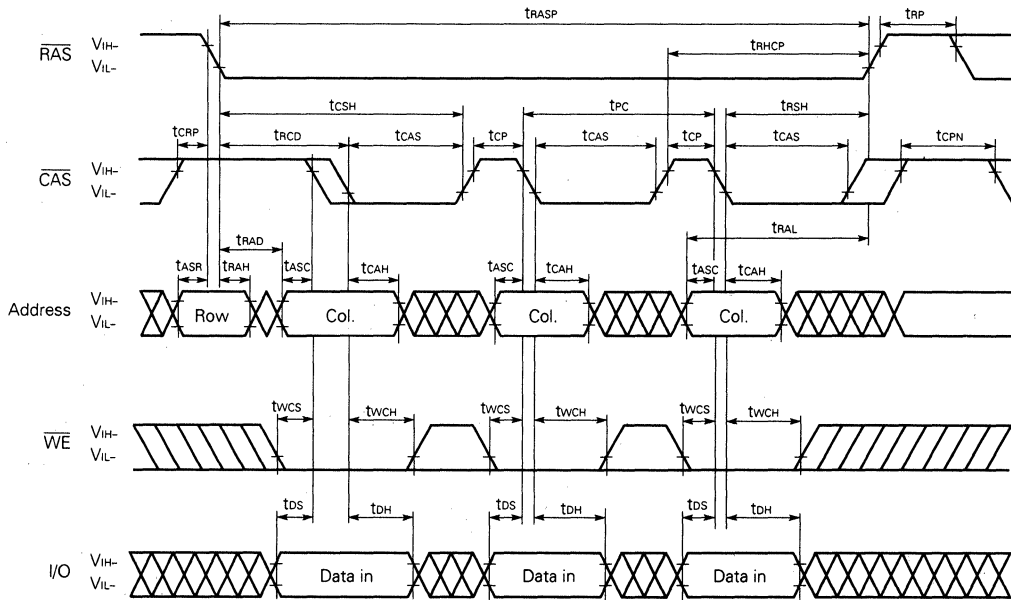 tRASP
tRP
RAS
VIH–
VIL–
tRHCP
tCSH
tPC
tRSH
tCRP
tRCD
tCAS
tCP
tCAS
tCP
tCAS
tCPN
CAS
VIH–
VIL–
tRAD
tRAL
tASR
tRAH
tASC
tCAH
tASC
tCAH
tASC
tCAH
Address
VIH–
VIL–
Row
Col.
Col.
Col.
tWCS
tWCH
tWCS
tWCH
tWCS
tWCH
WE
VIH–
VIL–
tDS
tDH
tDS
tDH
tDS
tDH
I/O
VIH–
VIL–
Data in
Data in
Data in